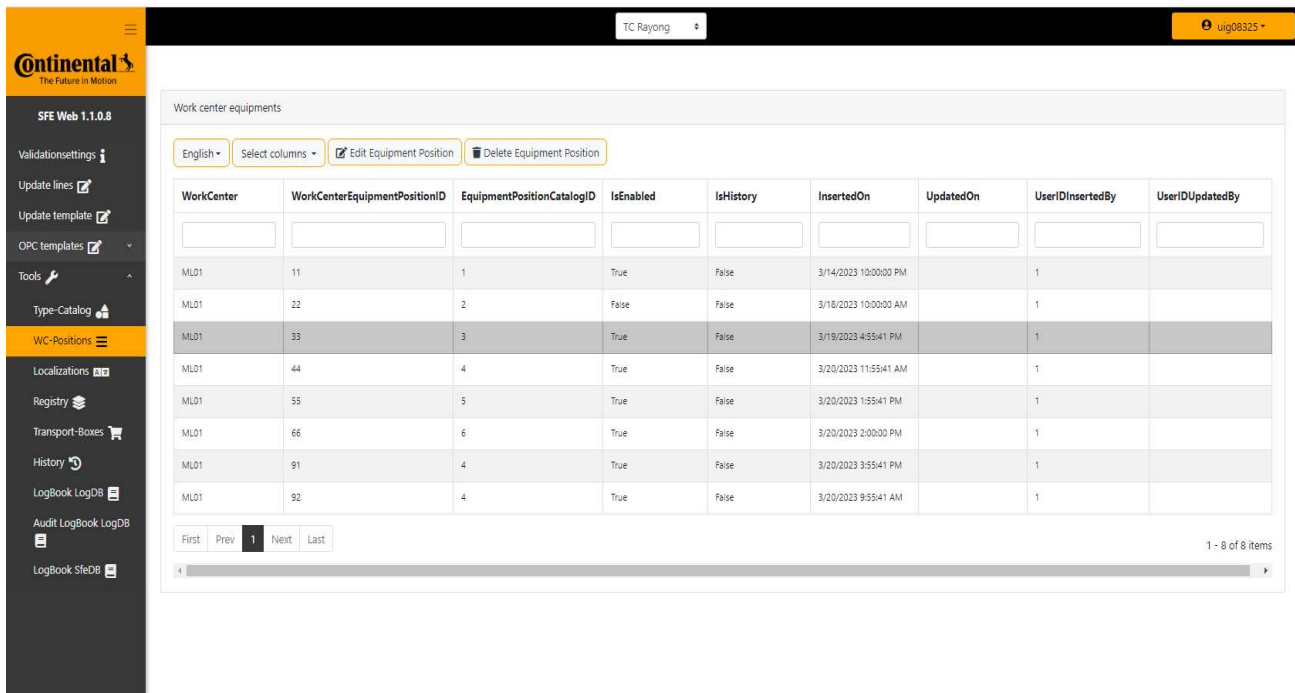 TC Rayong
uig08325
Continental
The Future in Motion
SFE Web 1.1.0.8
Validationsettings
Update lines
Update template
OPC templates
Tools
Type-Catalog
WC-Positions
Localizations
Registry
Transport-Boxes
History
LogBook LogDB
Audit LogBook LogDB
LogBook SfeDB
Work center equipments
English Select columns Edit Equipment Position Delete Equipment Position
WorkCenter WorkCenterEquipmentPositionID EquipmentPositionCatalogID IsEnabled IsHistory InsertedOn UpdatedOn UserIDInsertedBy UserIDUpdatedBy
ML01 11 1 True False 3/14/2023 10:00:00 PM 1
ML01 22 2 False False 3/18/2023 10:00:00 AM 1
ML01 33 3 True False 3/19/2023 4:55:41 PM 1
ML01 44 4 True False 3/20/2023 11:55:41 AM 1
ML01 55 5 True False 3/20/2023 1:55:41 PM 1
ML01 66 6 True False 3/20/2023 2:00:00 PM 1
ML01 91 4 True False 3/20/2023 3:55:41 PM 1
ML01 92 4 True False 3/20/2023 9:55:41 AM 1
First Prev 1 Next Last
1 - 8 of 8 items